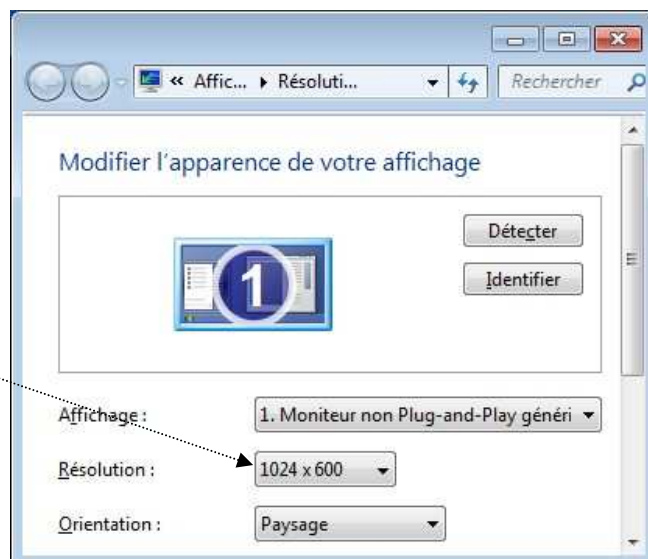 « Affic... ▸ Résoluti... Rechercher
Modifier l'apparence de votre affichage
1
Détecter
Identifier
Affichage : 1. Moniteur non Plug-and-Play généri
Résolution : 1024 x 600
Orientation : Paysage